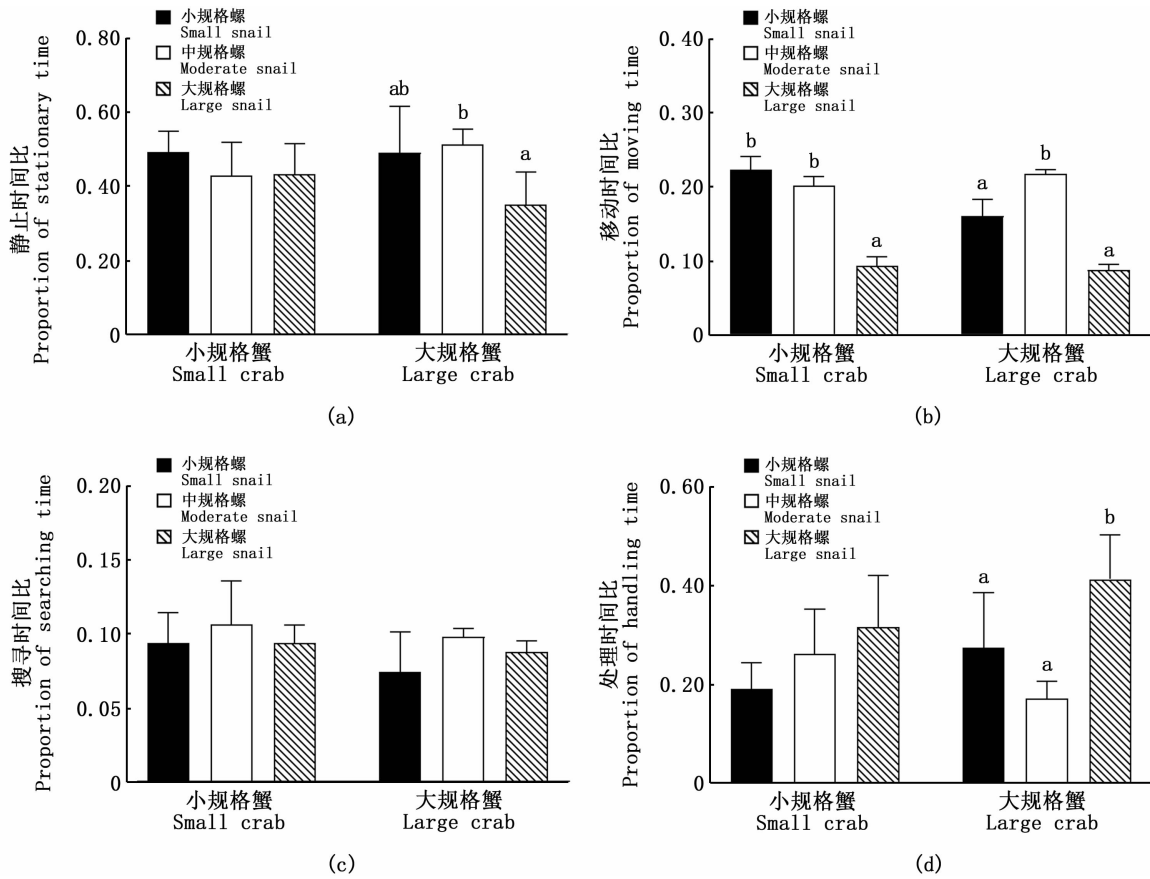 小规格螺
Small snail
中规格螺
Moderate snail
大规格螺
Large snail
静止时间比
Proportion of stationary time
0.80
0.60
0.40
0.20
0
ab
b
a
小规格蟹
Small crab
大规格蟹
Large crab
(a)
小规格螺
Small snail
中规格螺
Moderate snail
大规格螺
Large snail
移动时间比
Proportion of moving time
0.40
0.30
0.20
0.10
0
b
b
a
a
b
a
小规格蟹
Small crab
大规格蟹
Large crab
(b)
小规格螺
Small snail
中规格螺
Moderate snail
大规格螺
Large snail
搜寻时间比
Proportion of searching time
0.20
0.15
0.10
0.05
0
小规格蟹
Small crab
大规格蟹
Large crab
(c)
小规格螺
Small snail
中规格螺
Moderate snail
大规格螺
Large snail
处理时间比
Proportion of handling time
0.60
0.40
0.20
0
a
a
b
小规格蟹
Small crab
大规格蟹
Large crab
(d)